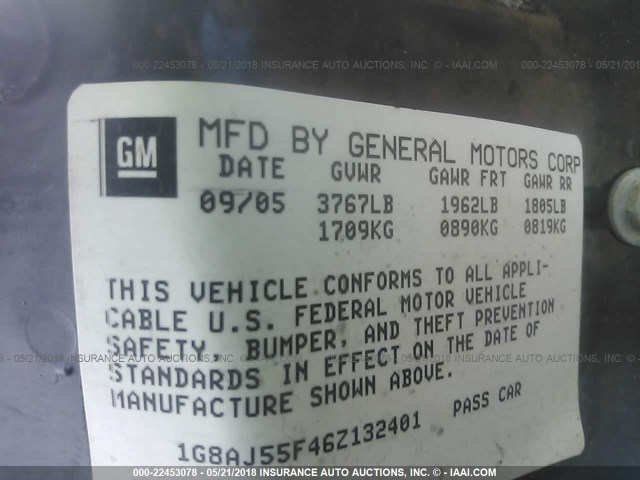 000-22453078 - 05/21/2018 - INSURANCE AUTO AUCTIONS, INC. © - IAAI.COM
GM
MFD BY GENERAL MOTORS CORP
DATE GVWR GAWR FRT GAWR RR
09/05 3767LB 1962LB 1805LB
1709KG 0890KG 0819KG
THIS VEHICLE CONFORMS TO ALL APPLI-
CABLE U.S. FEDERAL MOTOR VEHICLE
SAFETY, BUMPER, AND THEFT PREVENTION
STANDARDS IN EFFECT ON THE DATE OF
MANUFACTURE SHOWN ABOVE.
1G8AJ55F46Z132401 PASS CAR
000-22453078 - 05/21/2018 - INSURANCE AUTO AUCTIONS, INC. © - IAAI.COM